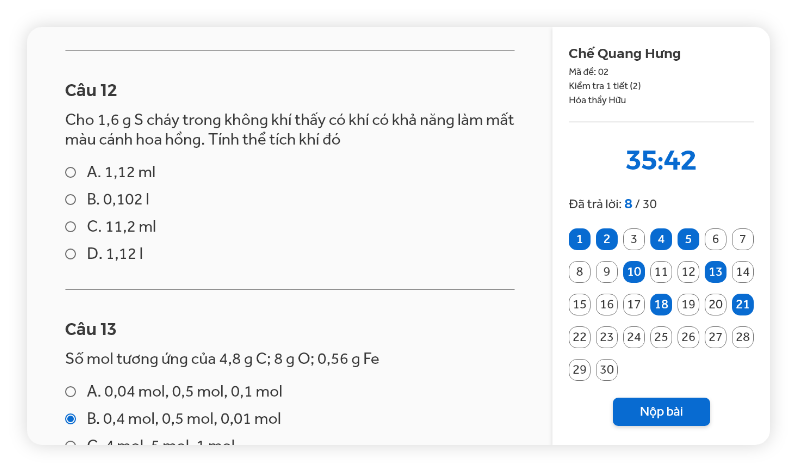 Câu 12
Cho 1,6 g S cháy trong không khí thấy có khí có khả năng làm mất
màu cánh hoa hồng. Tính thể tích khí đó
A. 1,12 ml
B. 0,102 l
C. 11,2 ml
D. 1,12 l
Câu 13
Số mol tương ứng của 4,8 g C; 8 g O; 0,56 g Fe
A. 0,04 mol, 0,5 mol, 0,1 mol
B. 0,4 mol, 0,5 mol, 0,01 mol
C. 4 mol, 5 mol, 1 mol
Chế Quang Hưng
Mã đề: 02
Kiểm tra 1 tiết (2)
Hóa thầy Hữu
35:42
Đã trả lời: 8 / 30
1 2 3 4 5 6 7
8 9 10 11 12 13 14
15 16 17 18 19 20 21
22 23 24 25 26 27 28
29 30
Nộp bài